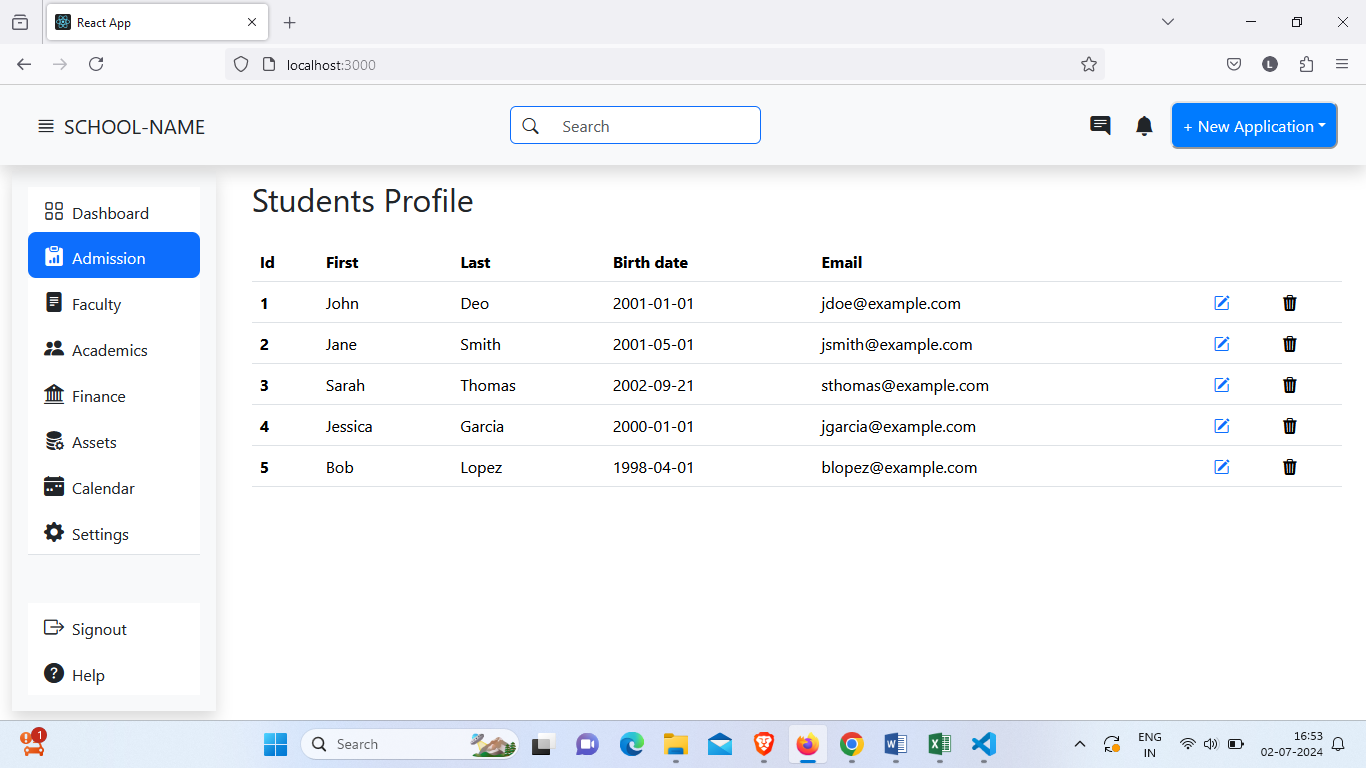 React App
localhost:3000
SCHOOL-NAME
Search
+ New Application
Dashboard
Admission
Faculty
Academics
Finance
Assets
Calendar
Settings
Signout
Help
Students Profile
Id First Last Birth date Email
1 John Deo 2001-01-01 jdoe@example.com
2 Jane Smith 2001-05-01 jsmith@example.com
3 Sarah Thomas 2002-09-21 sthomas@example.com
4 Jessica Garcia 2000-01-01 jgarcia@example.com
5 Bob Lopez 1998-04-01 blopez@example.com
1
Search
ENG
IN
16:53
02-07-2024
L